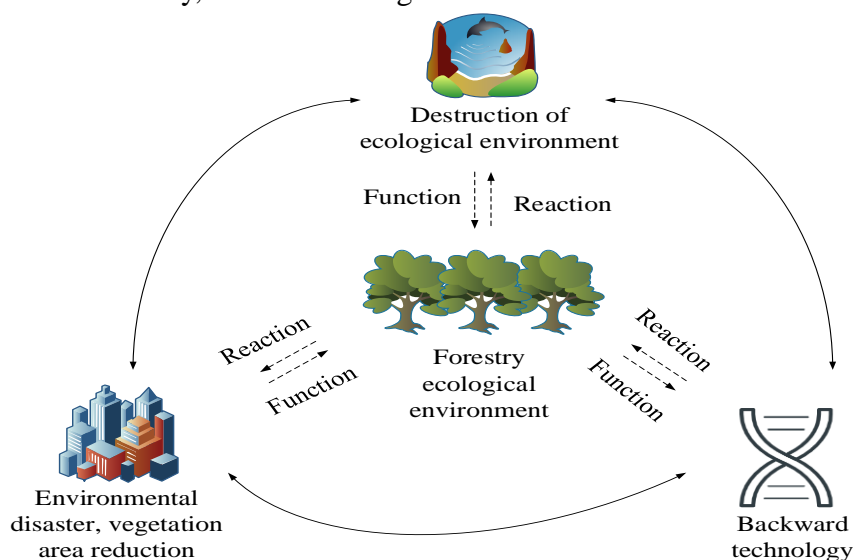 Destruction of
ecological environment
Function
Reaction
Reaction
Function
Forestry
ecological
environment
Reaction
Function
Environmental
disaster, vegetation
area reduction
Backward
technology